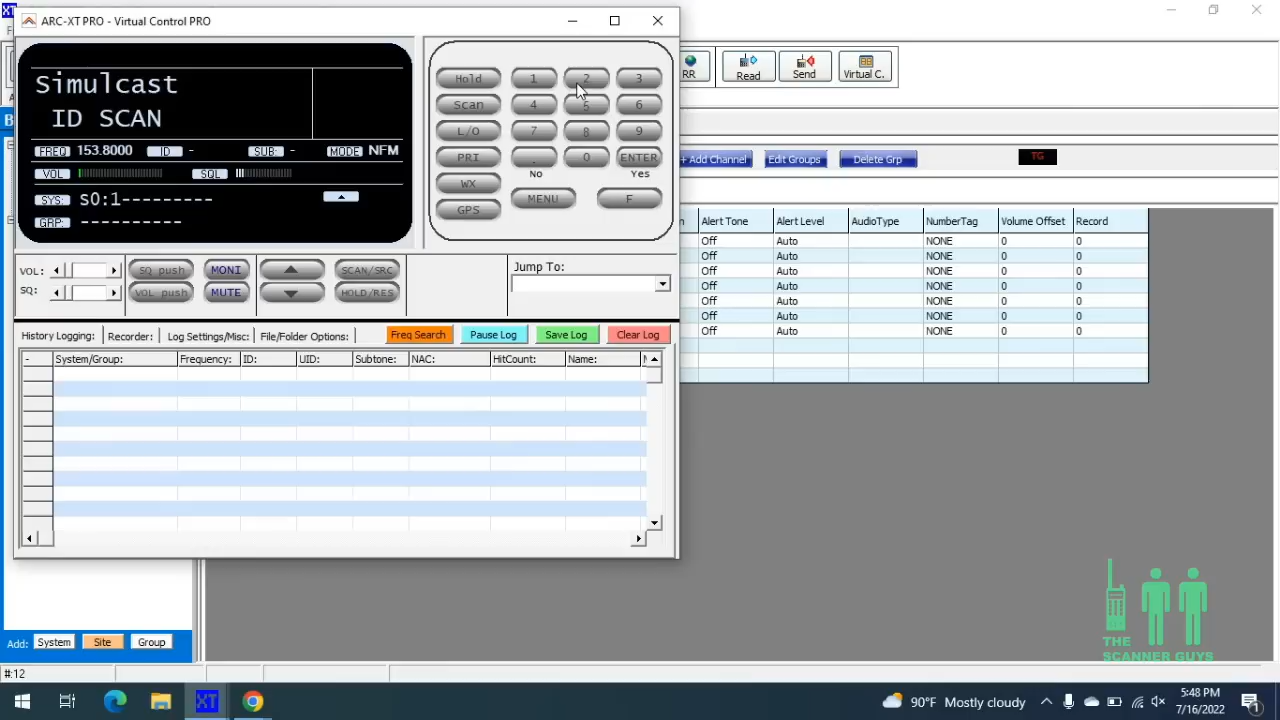 XT
ARC-XT PRO - Virtual Control PRO
Simulcast
ID SCAN
FREQ 153.8000 ID - SUB: - MODE NFM
VOL SQL
SYS: S0:1---------
GRP: ----------
Hold 1 2 3
Scan 4 5 6
L/O 7 8 9
PRI . 0 ENTER
No Yes
WX MENU F
GPS
RR Read Send Virtual C.
+ Add Channel Edit Groups Delete Grp TG
Alert Tone Alert Level AudioType NumberTag Volume Offset Record
Off Auto NONE 0 0
Off Auto NONE 0 0
Off Auto NONE 0 0
Off Auto NONE 0 0
Off Auto NONE 0 0
Off Auto NONE 0 0
Off Auto NONE 0 0
VOL: SQ push MONI SCAN/SRC
SQ: VOL push MUTE HOLD/RES
Jump To:
History Logging: Recorder: Log Settings/Misc: File/Folder Options: Freq Search Pause Log Save Log Clear Log
- System/Group: Frequency: ID: UID: Subtone: NAC: HitCount: Name:
THE
SCANNER GUYS
Add: System Site Group
#:12
XT
90°F Mostly cloudy
5:48 PM
7/16/2022
1